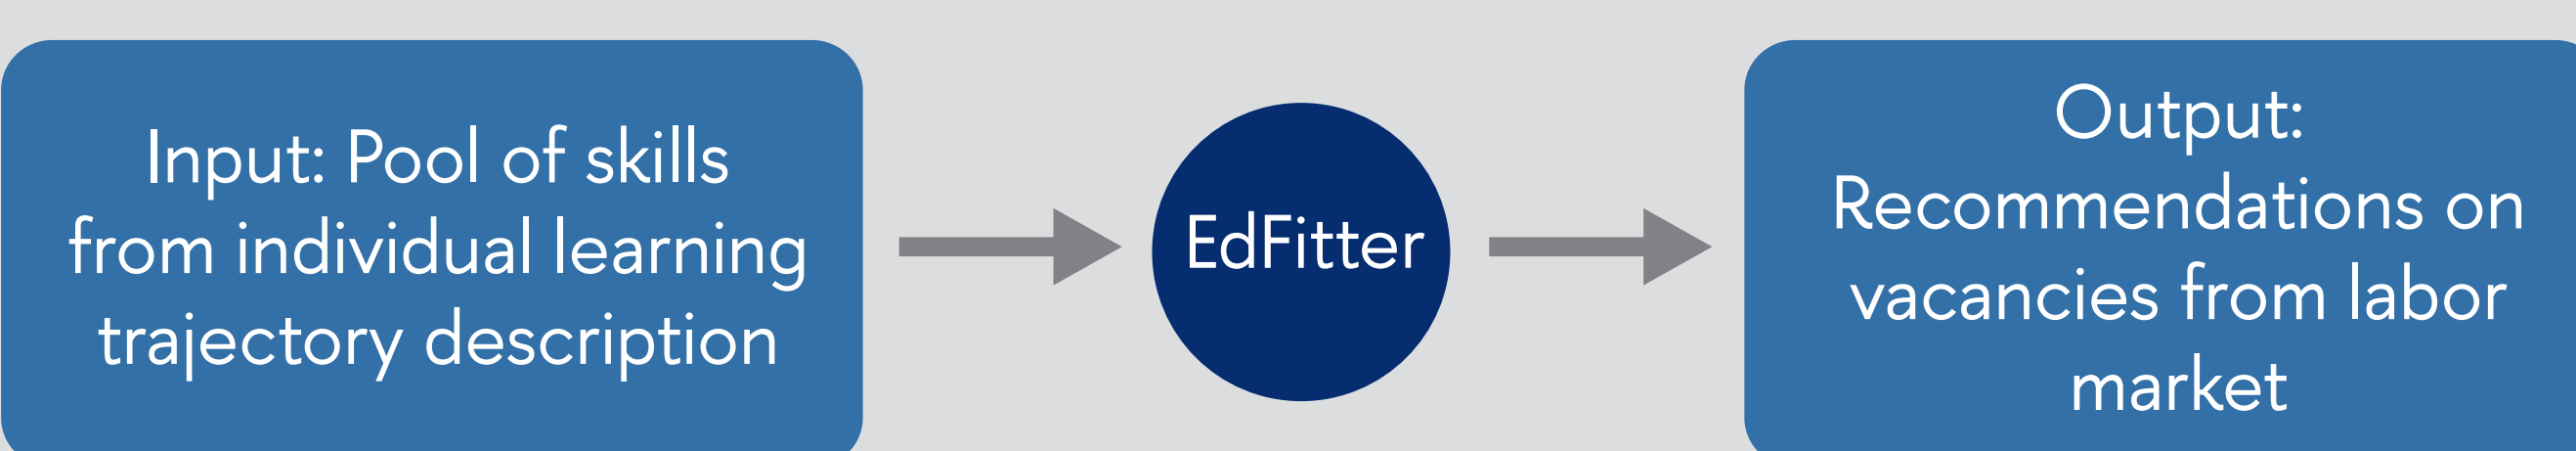 Input: Pool of skills
from individual learning
trajectory description
EdFitter
Output:
Recommendations on
vacancies from labor
market